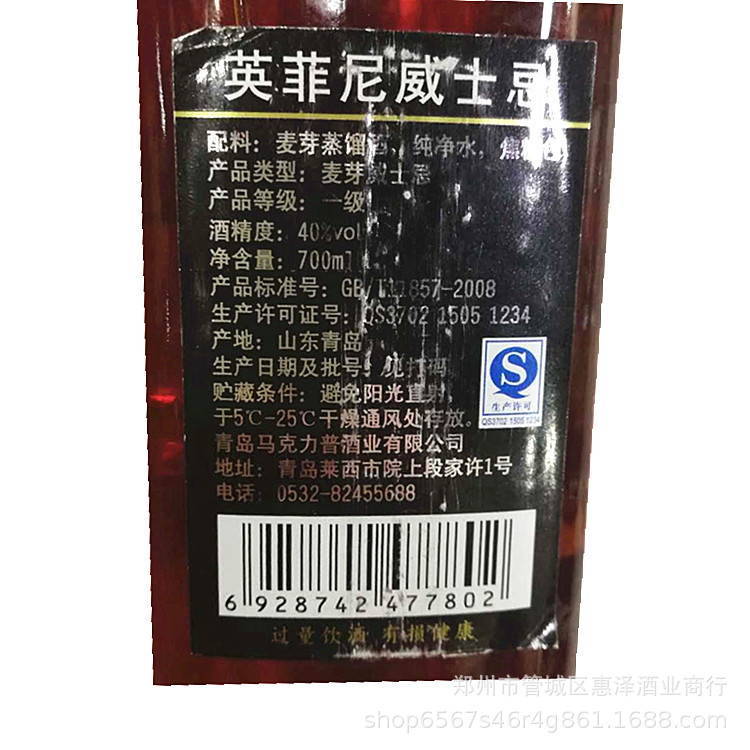 英菲尼威士忌
配料：麦芽蒸馏酒、纯净水、焦糖色
产品类型：麦芽威士忌
产品等级：一级
酒精度：40%vol
净含量：700ml
产品标准号：GB/T11857-2008
生产许可证号：QS3702 1505 1234
产地：山东青岛
生产日期及批号：见打码
贮藏条件：避免阳光直射，
于5℃-25℃干燥通风处存放。
青岛马克力普酒业有限公司
地址：青岛莱西市院上段家许1号
电话：0532-82455688
生产许可
QS3702 1505 1234
6 928742 477802
过量饮酒 有损健康
郑州市管城区惠泽酒业商行
shop6567s46r4g861.1688.com